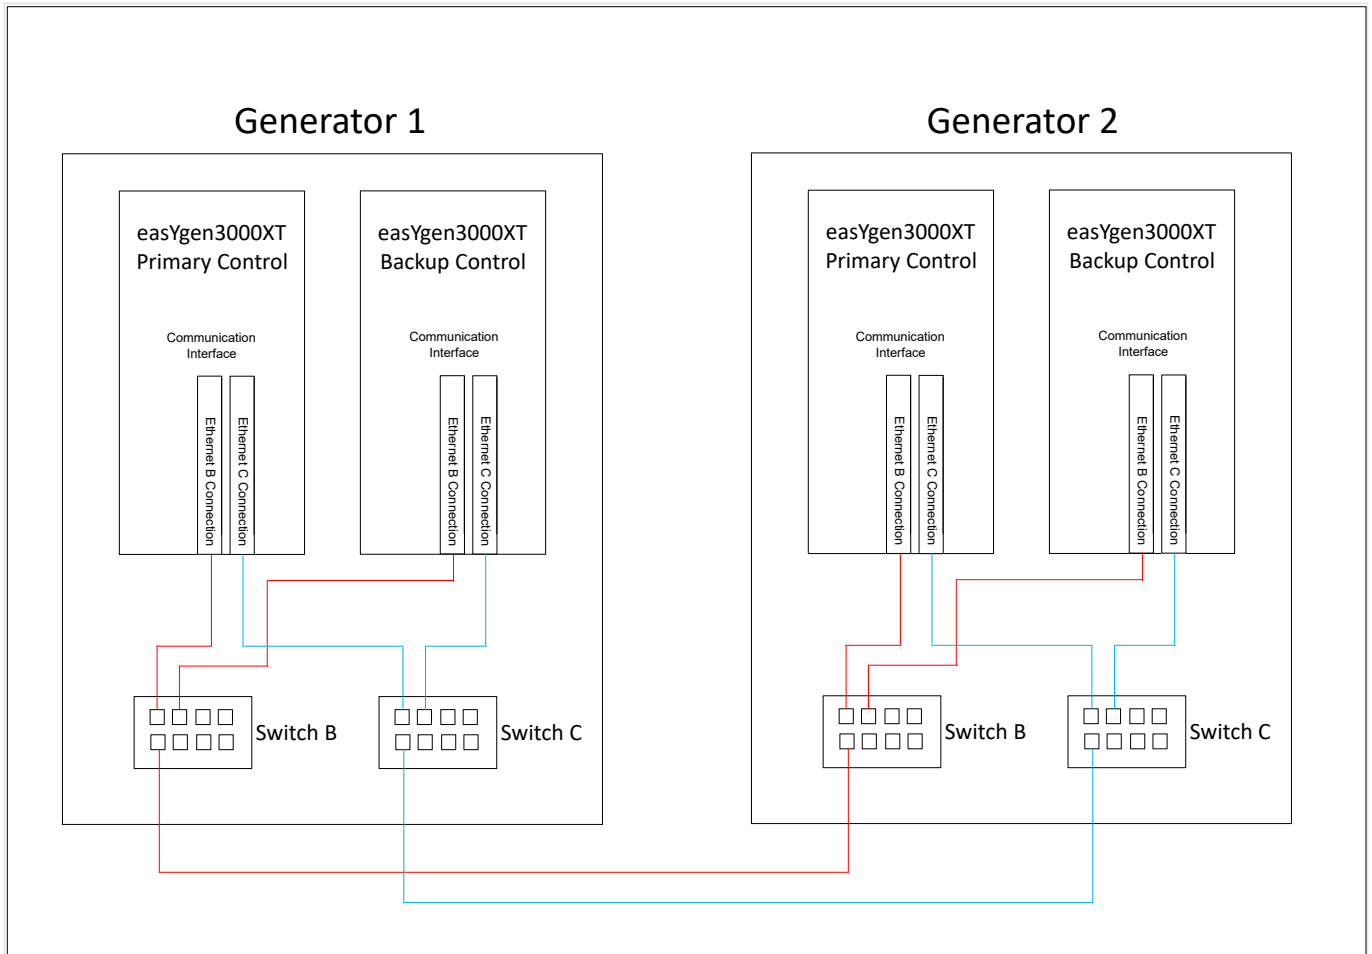 Generator 1
easYgen3000XT
Primary Control
Communication
Interface
Ethernet B Connection
Ethernet C Connection
easYgen3000XT
Backup Control
Communication
Interface
Ethernet B Connection
Ethernet C Connection
Switch B
Switch C
Generator 2
easYgen3000XT
Primary Control
Communication
Interface
Ethernet B Connection
Ethernet C Connection
easYgen3000XT
Backup Control
Communication
Interface
Ethernet B Connection
Ethernet C Connection
Switch B
Switch C